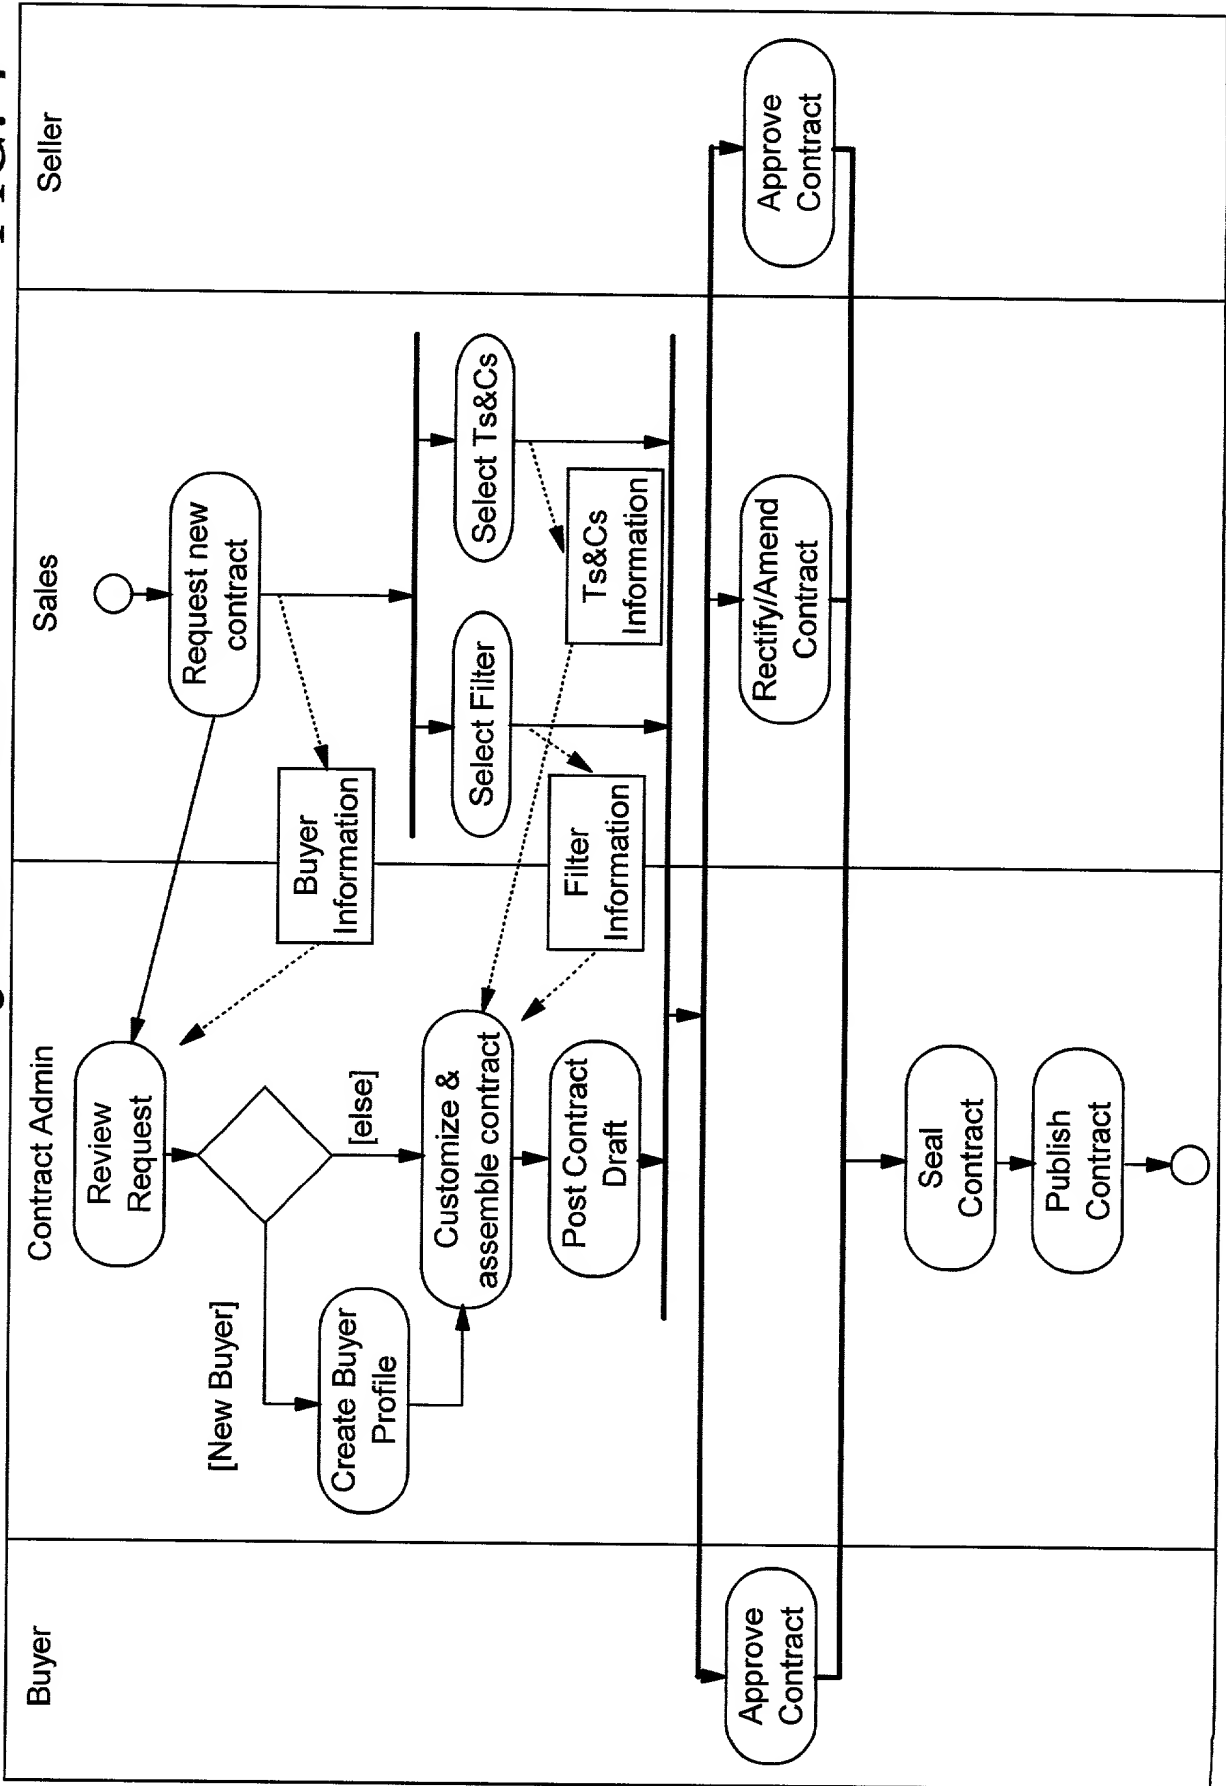 Buyer
Contract Admin
Sales
Seller
Review
Request
Request new
contract
[New Buyer]
[else]
Buyer
Information
Create Buyer
Profile
Customize &
assemble contract
Select Filter
Select Ts&Cs
Post Contract
Draft
Filter
Information
Ts&Cs
Information
Approve
Contract
Rectify/Amend
Contract
Approve
Contract
Seal
Contract
Publish
Contract